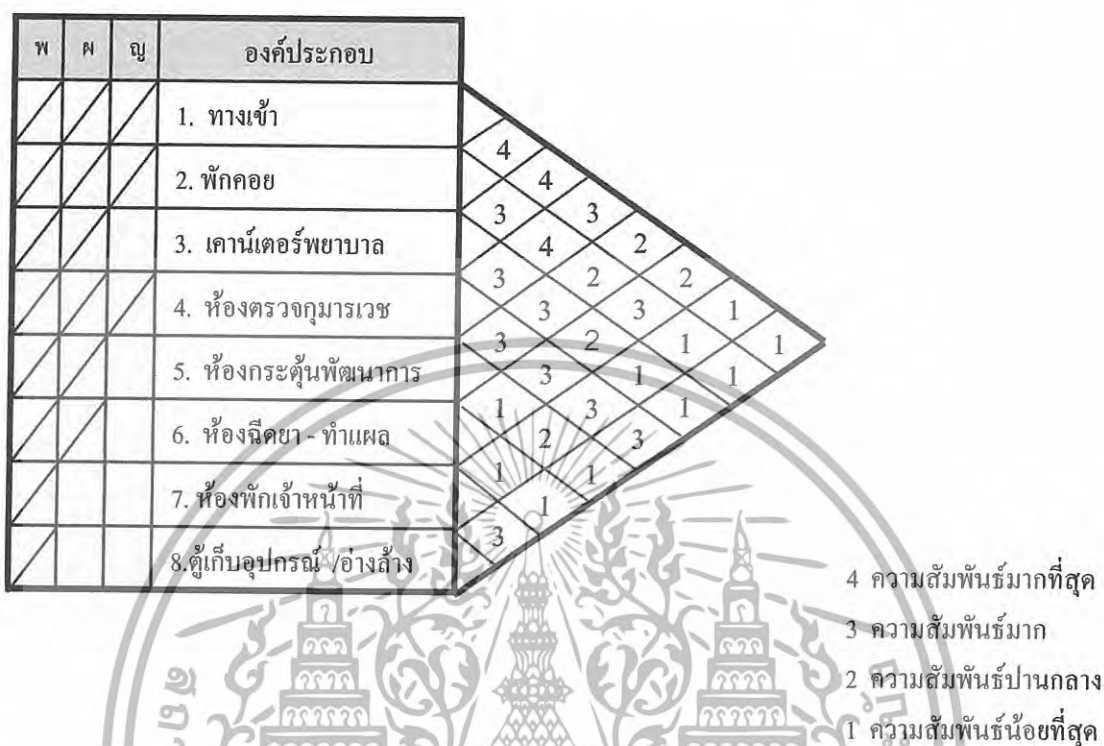 พ ผ ญ องค์ประกอบ
1. ทางเข้า
2. พักคอย
3. เคาน์เตอร์พยาบาล
4. ห้องตรวจกุมารเวช
5. ห้องกระตุ้นพัฒนาการ
6. ห้องฉีดยา - ทำแผล
7. ห้องพักเจ้าหน้าที่
8.ตู้เก็บอุปกรณ์ /อ่างล้าง
4
4
3 3
4 2
3 2 2
3 3 1
3 2 1 1
3 1 1
1 3 1
2 3
1 1
1
3
4 ความสัมพันธ์มากที่สุด
3 ความสัมพันธ์มาก
2 ความสัมพันธ์ปานกลาง
1 ความสัมพันธ์น้อยที่สุด